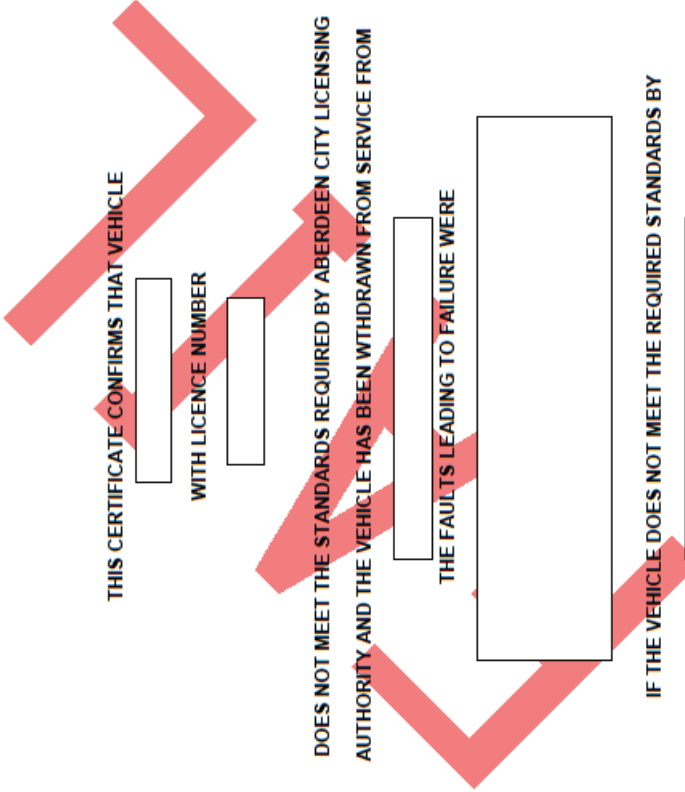 THIS CERTIFICATE CONFIRMS THAT VEHICLE
WITH LICENCE NUMBER
DOES NOT MEET THE STANDARDS REQUIRED BY ABERDEEN CITY LICENSING
AUTHORITY AND THE VEHICLE HAS BEEN WTHDRAWN FROM SERVICE FROM
THE FAULTS LEADING TO FAILURE WERE
IF THE VEHICLE DOES NOT MEET THE REQUIRED STANDARDS BY